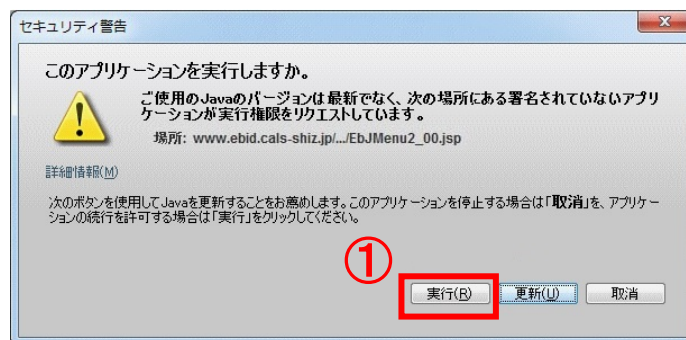 セキュリティ警告
このアプリケーションを実行しますか。
ご使用のJavaのバージョンは最新でなく、次の場所にある署名されていないアプリ
ケーションが実行権限をリクエストしています。
場所: www.ebid.cals-shiz.jp/.../EbJMenu2_00.jsp
詳細情報(M)
次のボタンを使用してJavaを更新することをお薦めします。このアプリケーションを停止する場合は「取消」を、アプリケー
ションの続行を許可する場合は「実行」をクリックしてください。
①
実行(R) 更新(U) 取消